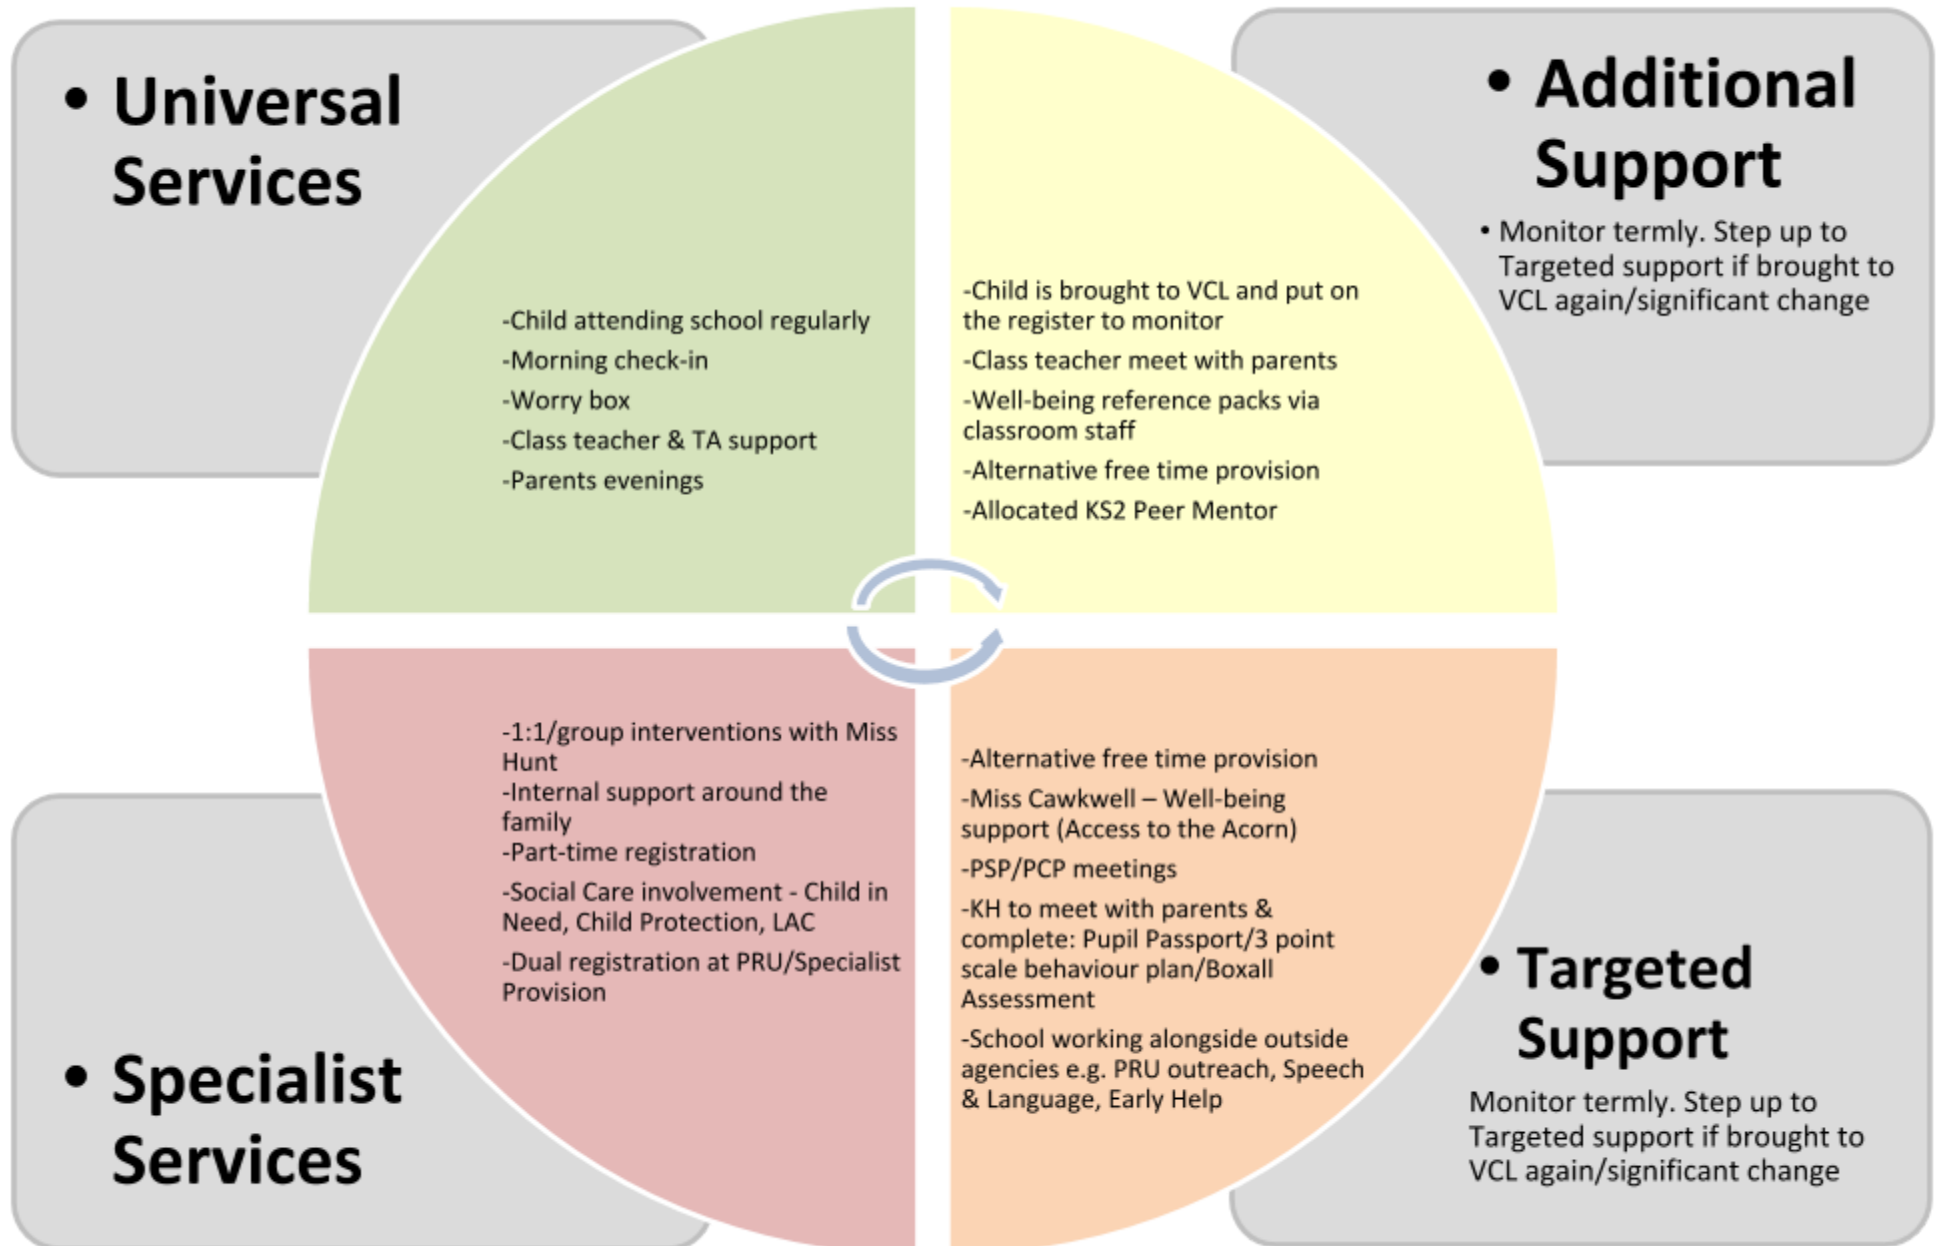 • Universal
Services
-Child attending school regularly
-Morning check-in
-Worry box
-Class teacher & TA support
-Parents evenings
• Additional
Support
• Monitor termly. Step up to
Targeted support if brought to
VCL again/significant change
-Child is brought to VCL and put on
the register to monitor
-Class teacher meet with parents
-Well-being reference packs via
classroom staff
-Alternative free time provision
-Allocated KS2 Peer Mentor
-1:1/group interventions with Miss
Hunt
-Internal support around the
family
-Part-time registration
-Social Care involvement - Child in
Need, Child Protection, LAC
-Dual registration at PRU/Specialist
Provision
• Specialist
Services
-Alternative free time provision
-Miss Cawkwell – Well-being
support (Access to the Acorn)
-PSP/PCP meetings
-KH to meet with parents &
complete: Pupil Passport/3 point
scale behaviour plan/Boxall
Assessment
-School working alongside outside
agencies e.g. PRU outreach, Speech
& Language, Early Help
• Targeted
Support
Monitor termly. Step up to
Targeted support if brought to
VCL again/significant change